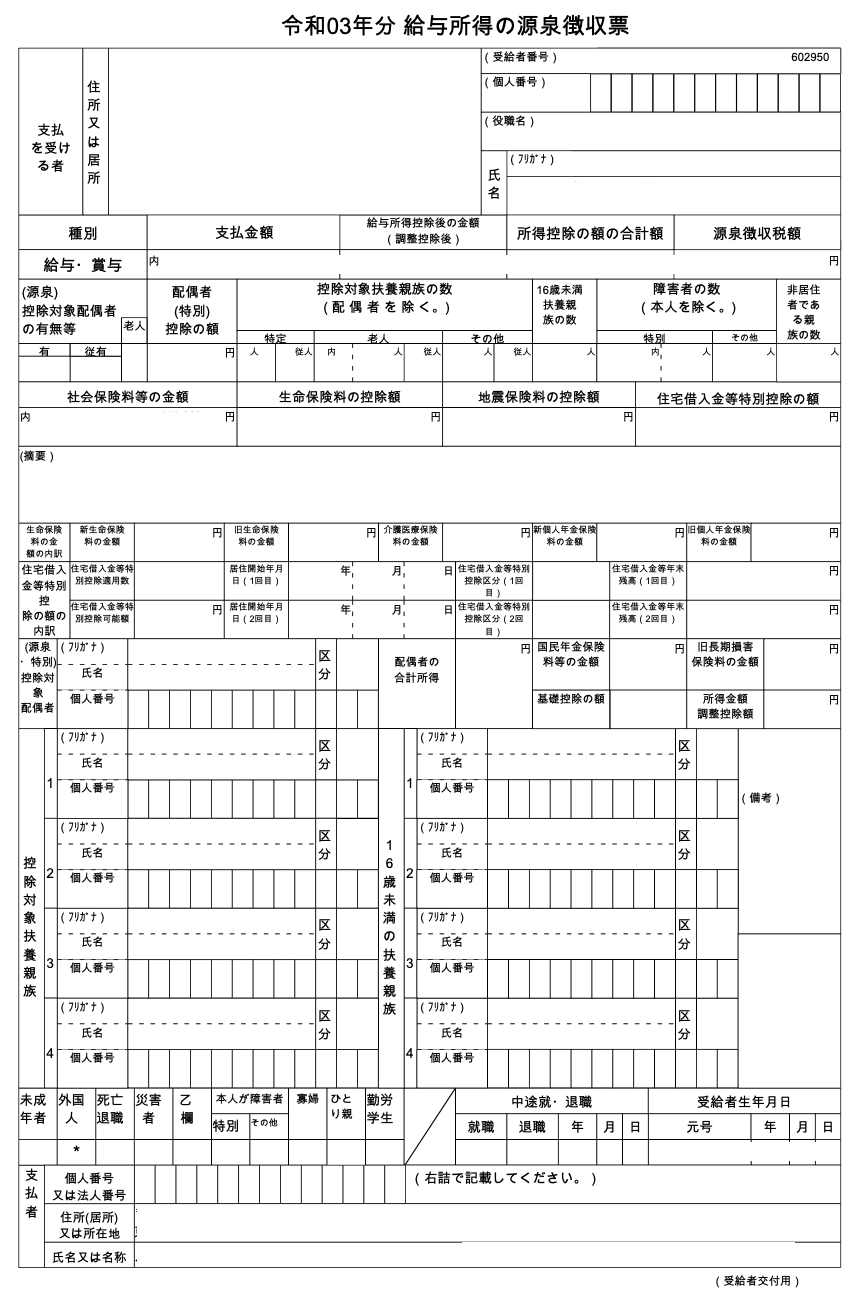 令和03年分 給与所得の源泉徴収票
支払
を受け
る者
住所又は居所
(受給者番号) 602950
(個人番号)
(役職名)
氏名
(ﾌﾘｶﾞﾅ)
種別 支払金額 給与所得控除後の金額
(調整控除後) 所得控除の額の合計額 源泉徴収税額
給与・賞与 内 円
(源泉)
控除対象配偶者
の有無等 老人
配偶者
(特別)
控除の額
控除対象扶養親族の数
(配偶者を除く。)
16歳未満
扶養親
族の数
障害者の数
(本人を除く。)
非居住
者であ
る親
族の数
特定 老人 その他 特別 その他
有 従有 円 人 従人 内 人 従人 人 従人 人 内 人 人 人
社会保険料等の金額 生命保険料の控除額 地震保険料の控除額 住宅借入金等特別控除の額
内 円 円 円 円
(摘要)
生命保険
料の金
額の内訳
新生命保険
料の金額 円
旧生命保険
料の金額 円
介護医療保険
料の金額 円
新個人年金保険
料の金額 円
旧個人年金保険
料の金額 円
住宅借入
金等特別
控
除の額の
内訳
住宅借入金等特
別控除適用数
居住開始年月
日(1回目) 年 月 日
住宅借入金等特別
控除区分(1回
目)
住宅借入金等年末
残高(1回目)
住宅借入金等特
別控除可能額 円
居住開始年月
日(2回目) 年 月 日
住宅借入金等特別
控除区分(2回
目)
住宅借入金等年末
残高(2回目)
(源泉
・特別)
控除対
象
配偶者
(ﾌﾘｶﾞﾅ)
氏名
区分
個人番号
配偶者の
合計所得 円
国民年金保険
料等の金額 円
旧長期損害
保険料の金額 円
基礎控除の額
所得金額
調整控除額 円
控除対象扶養親族
1
(ﾌﾘｶﾞﾅ)
氏名
区分
個人番号
2
(ﾌﾘｶﾞﾅ)
氏名
区分
個人番号
3
(ﾌﾘｶﾞﾅ)
氏名
区分
個人番号
4
(ﾌﾘｶﾞﾅ)
氏名
区分
個人番号
16歳未満の扶養親族
1
(ﾌﾘｶﾞﾅ)
氏名
区分
個人番号
2
(ﾌﾘｶﾞﾅ)
氏名
区分
個人番号
3
(ﾌﾘｶﾞﾅ)
氏名
区分
個人番号
4
(ﾌﾘｶﾞﾅ)
氏名
区分
個人番号
(備考)
未成
年者
外国
人
死亡
退職
災害
者
乙
欄
本人が障害者
特別 その他
寡婦
ひと
り親
勤労
学生
中途就・退職
就職 退職 年 月 日
受給者生年月日
元号 年 月 日
*
支払者
個人番号
又は法人番号
(右詰で記載してください。)
住所(居所)
又は所在地
氏名又は名称
(受給者交付用)